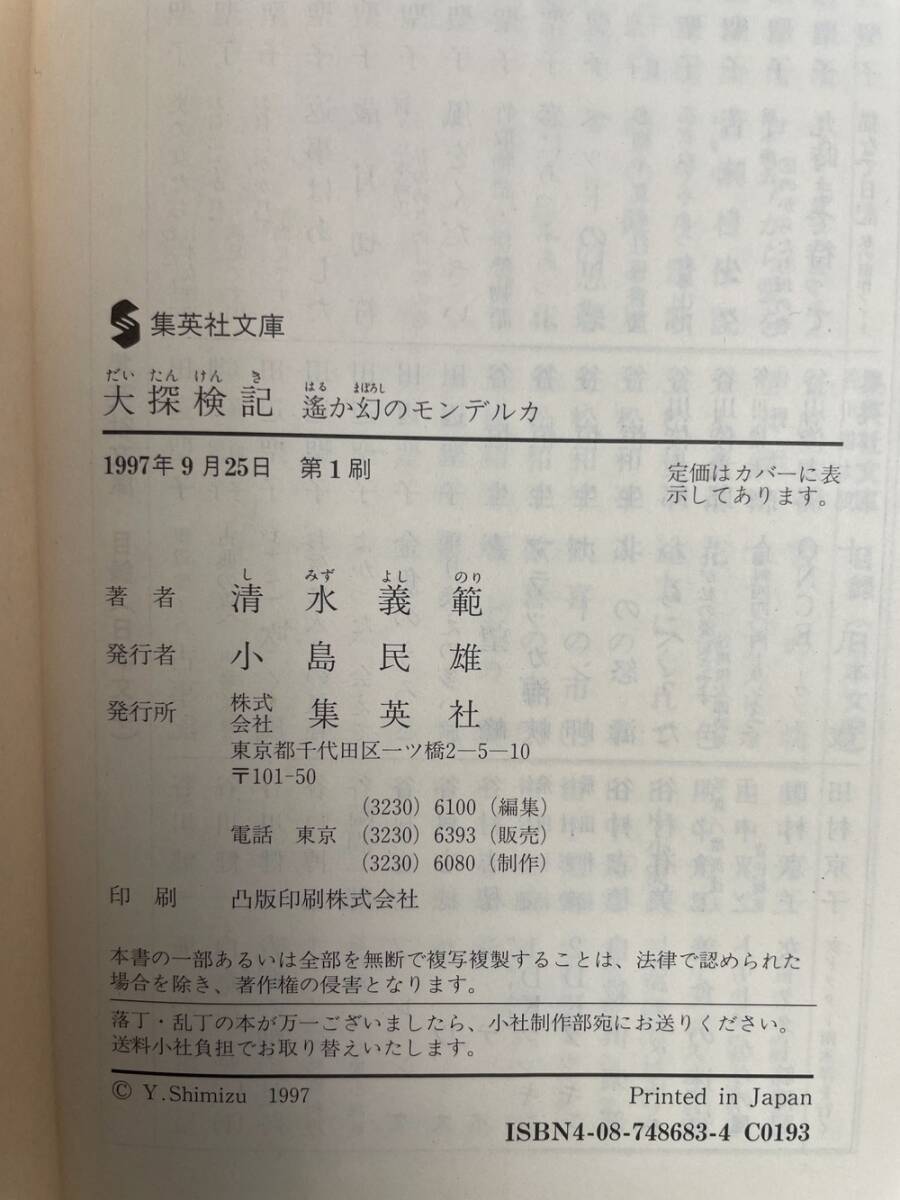 集英社文庫
だいたんけんき はる まぼろし
大探検記 遙か幻のモンデルカ
1997年9月25日 第1刷
定価はカバーに表
示してあります。
し みず よし のり
著者 清水義範
発行者 小島民雄
発行所 株式会社 集英社
東京都千代田区一ツ橋2―5―10
〒101-50
(3230) 6100 (編集)
電話 東京 (3230) 6393 (販売)
(3230) 6080 (制作)
印刷 凸版印刷株式会社
本書の一部あるいは全部を無断で複写複製することは、法律で認められた
場合を除き、著作権の侵害となります。
落丁・乱丁の本が万一ございましたら、小社制作部宛にお送りください。
送料小社負担でお取り替えいたします。
© Y.Shimizu 1997
Printed in Japan
ISBN4-08-748683-4 C0193